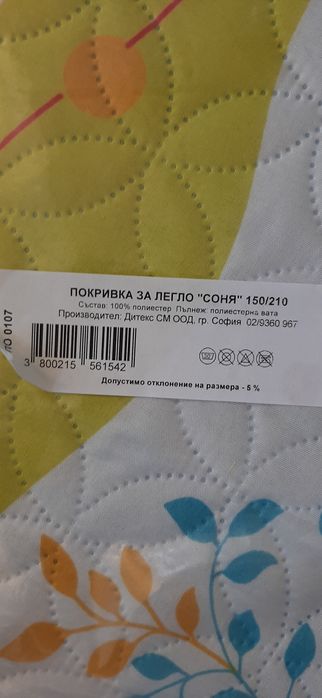 ПОКРИВКА ЗА ЛЕГЛО "СОНЯ" 150/210
Състав: 100% полиестер Пълнеж: полиестерна вата
Производител: Дитекс СМ ООД, гр. София 02/9360 967
3 800215 561542
Допустимо отклонение на размера - 5 %
0107